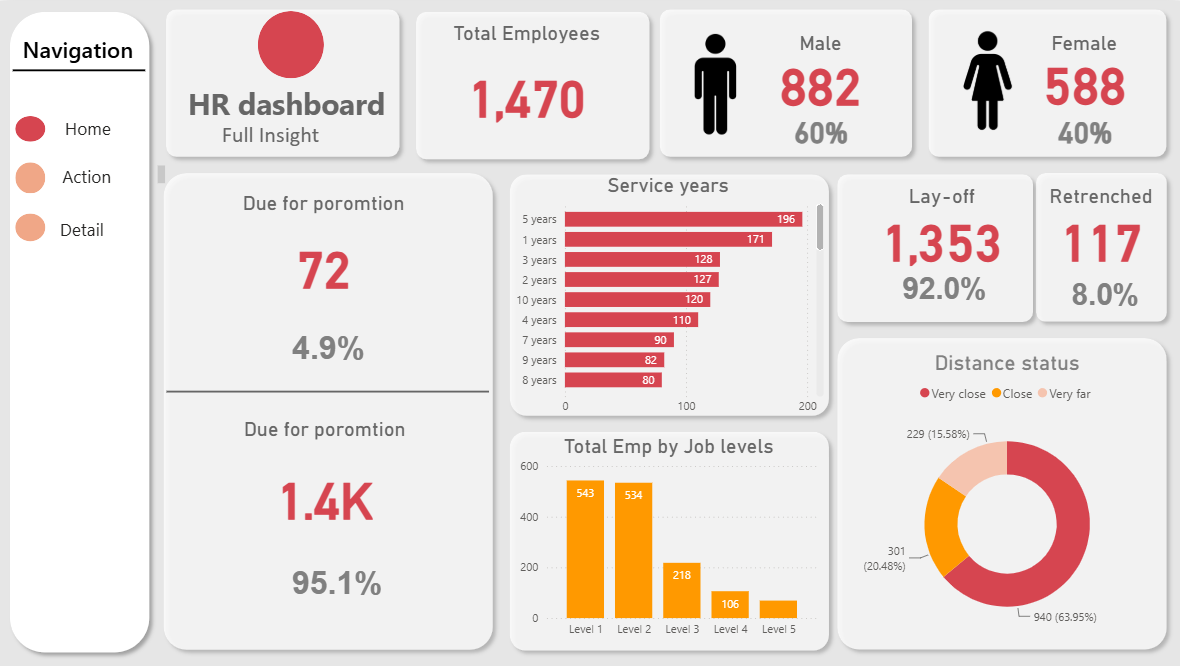 Navigation
Home
Action
Detail
HR dashboard
Full Insight
Total Employees
1,470
Male
882
60%
Female
588
40%
Due for poromtion
72
4.9%
Due for poromtion
1.4K
95.1%
Service years
5 years 196
1 years 171
3 years 128
2 years 127
10 years 120
4 years 110
7 years 90
9 years 82
8 years 80
0 100 200
Total Emp by Job levels
600
400
200
0
543 534 218 106
Level 1 Level 2 Level 3 Level 4 Level 5
Lay-off
1,353
92.0%
Retrenched
117
8.0%
Distance status
Very close Close Very far
229 (15.58%)
301
(20.48%)
940 (63.95%)